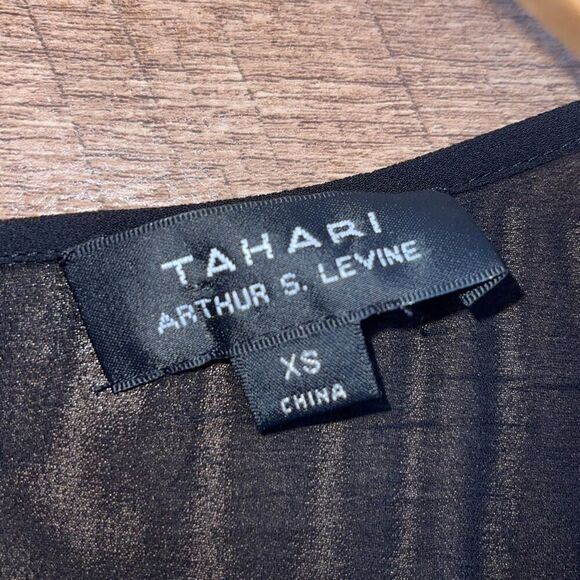 TAHARI
ARTHUR S. LEVINE
XS
CHINA